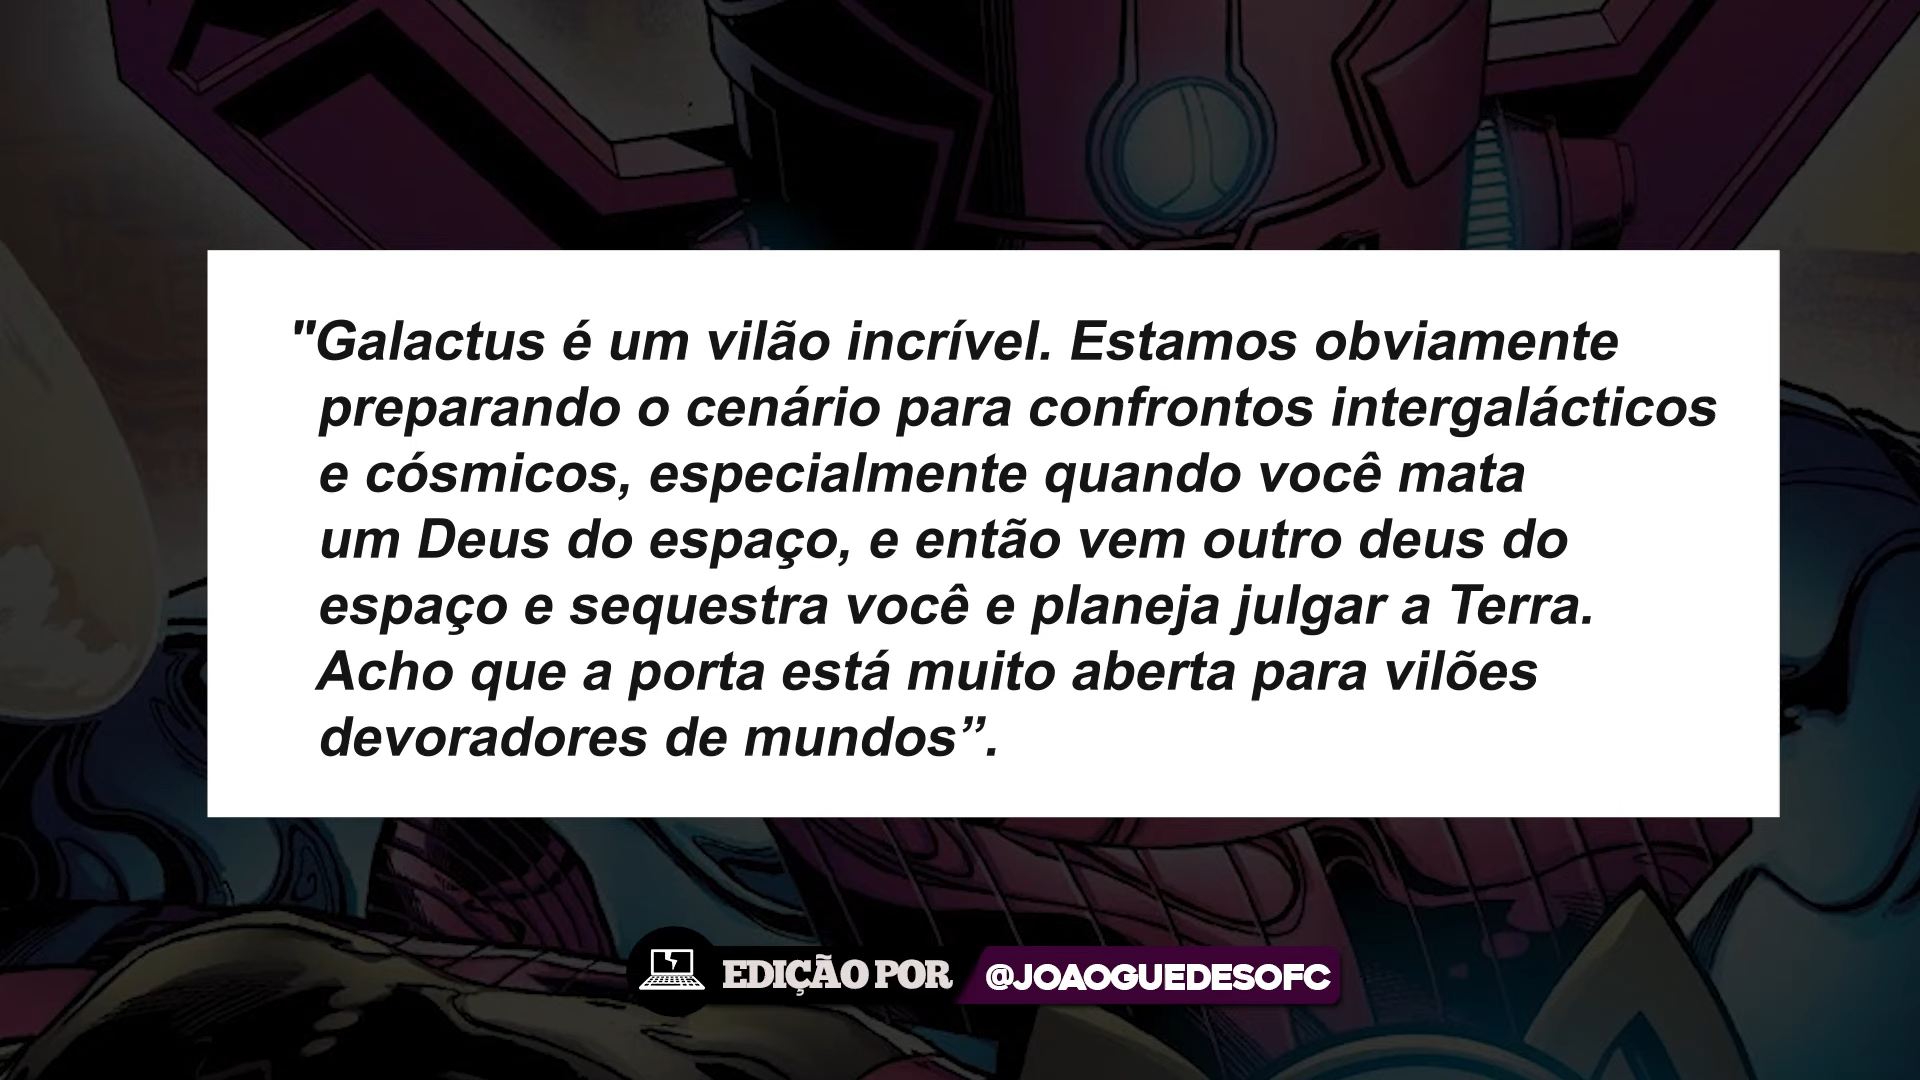 "Galactus é um vilão incrível. Estamos obviamente
preparando o cenário para confrontos intergalácticos
e cósmicos, especialmente quando você mata
um Deus do espaço, e então vem outro deus do
espaço e sequestra você e planeja julgar a Terra.
Acho que a porta está muito aberta para vilões
devoradores de mundos”.
EDIÇÃO POR @JOAOGUEDESOFC